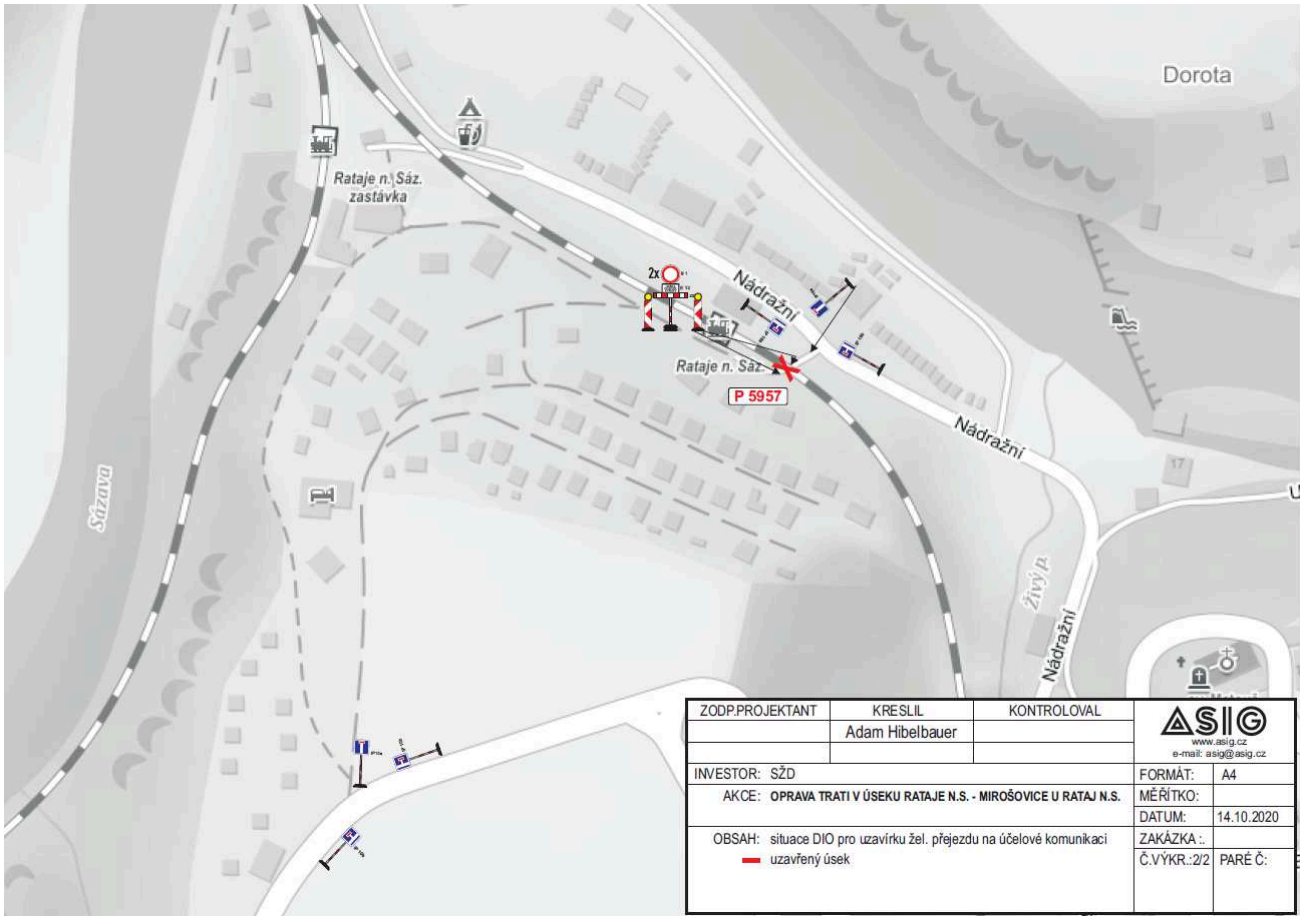 Dorota
Rataje n. Sáz.
zastávka
2x
Nádražní
Rataje n. Sáz.
P 5957
Nádražní
17
Sázava
Živý p.
Nádražní
ZODP.PROJEKTANT
KRESLIL
KONTROLOVAL
Adam Hibelbauer
ASIG
www.asig.cz
e-mail: asig@asig.cz
INVESTOR: SŽD
FORMÁT: A4
AKCE: OPRAVA TRATI V ÚSEKU RATAJE N.S. - MIROŠOVICE U RATAJ N.S.
MĚŘÍTKO:
DATUM: 14.10.2020
OBSAH: situace DIO pro uzavírku žel. přejezdu na účelové komunikaci
ZAKÁZKA :.
uzavřený úsek
Č.VÝKR.:2/2 PARÉ Č: